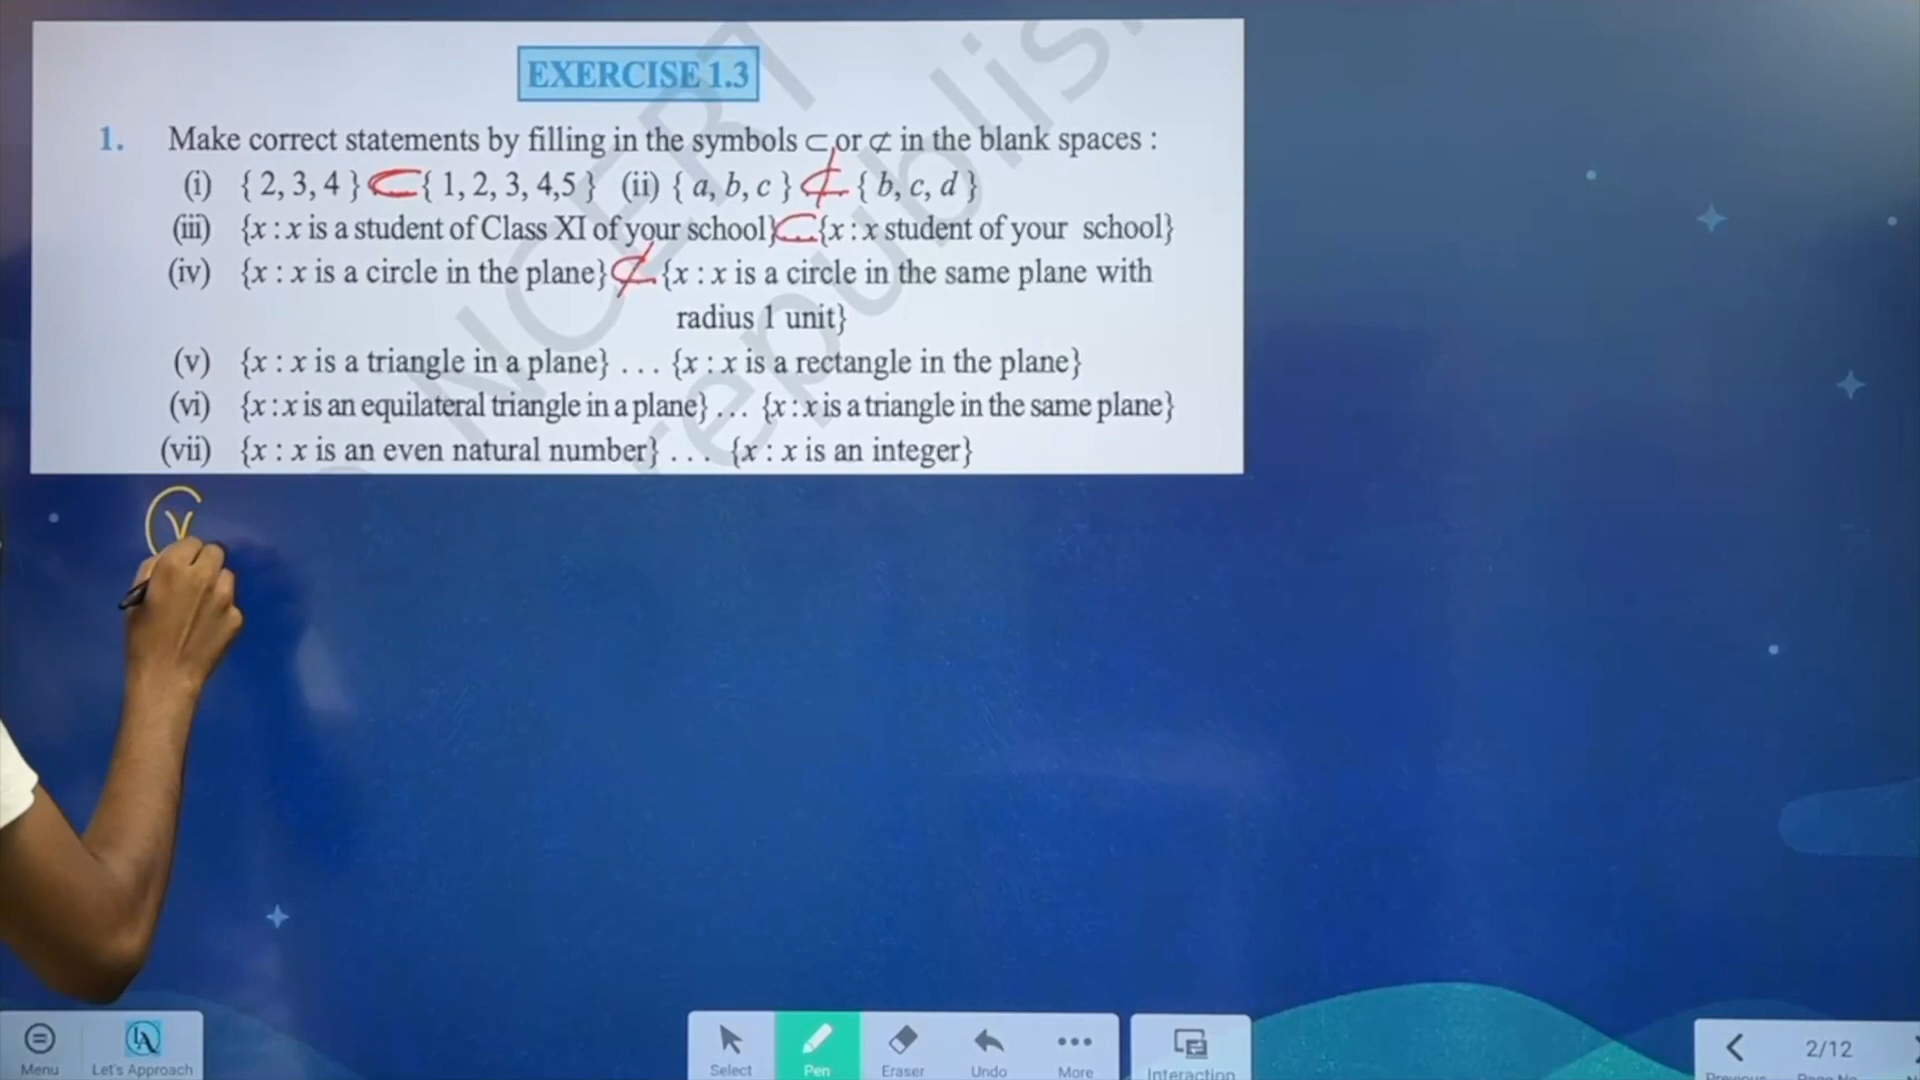 EXERCISE 1.3
1. Make correct statements by filling in the symbols ⊂ or ⊄ in the blank spaces :
(i) { 2, 3, 4 } ⊂ { 1, 2, 3, 4,5 } (ii) { a, b, c } ⊄ { b, c, d }
(iii) {x : x is a student of Class XI of your school} ⊂ {x : x student of your school}
(iv) {x : x is a circle in the plane} ⊄ {x : x is a circle in the same plane with
radius 1 unit}
(v) {x : x is a triangle in a plane} . . . {x : x is a rectangle in the plane}
(vi) {x : x is an equilateral triangle in a plane} . . . {x : x is a triangle in the same plane}
(vii) {x : x is an even natural number} . . . {x : x is an integer}
NCERT
republis
(v
Menu
Let's Approach
Select
Pen
Eraser
Undo
More
Interaction
2/12
Previous
Page No